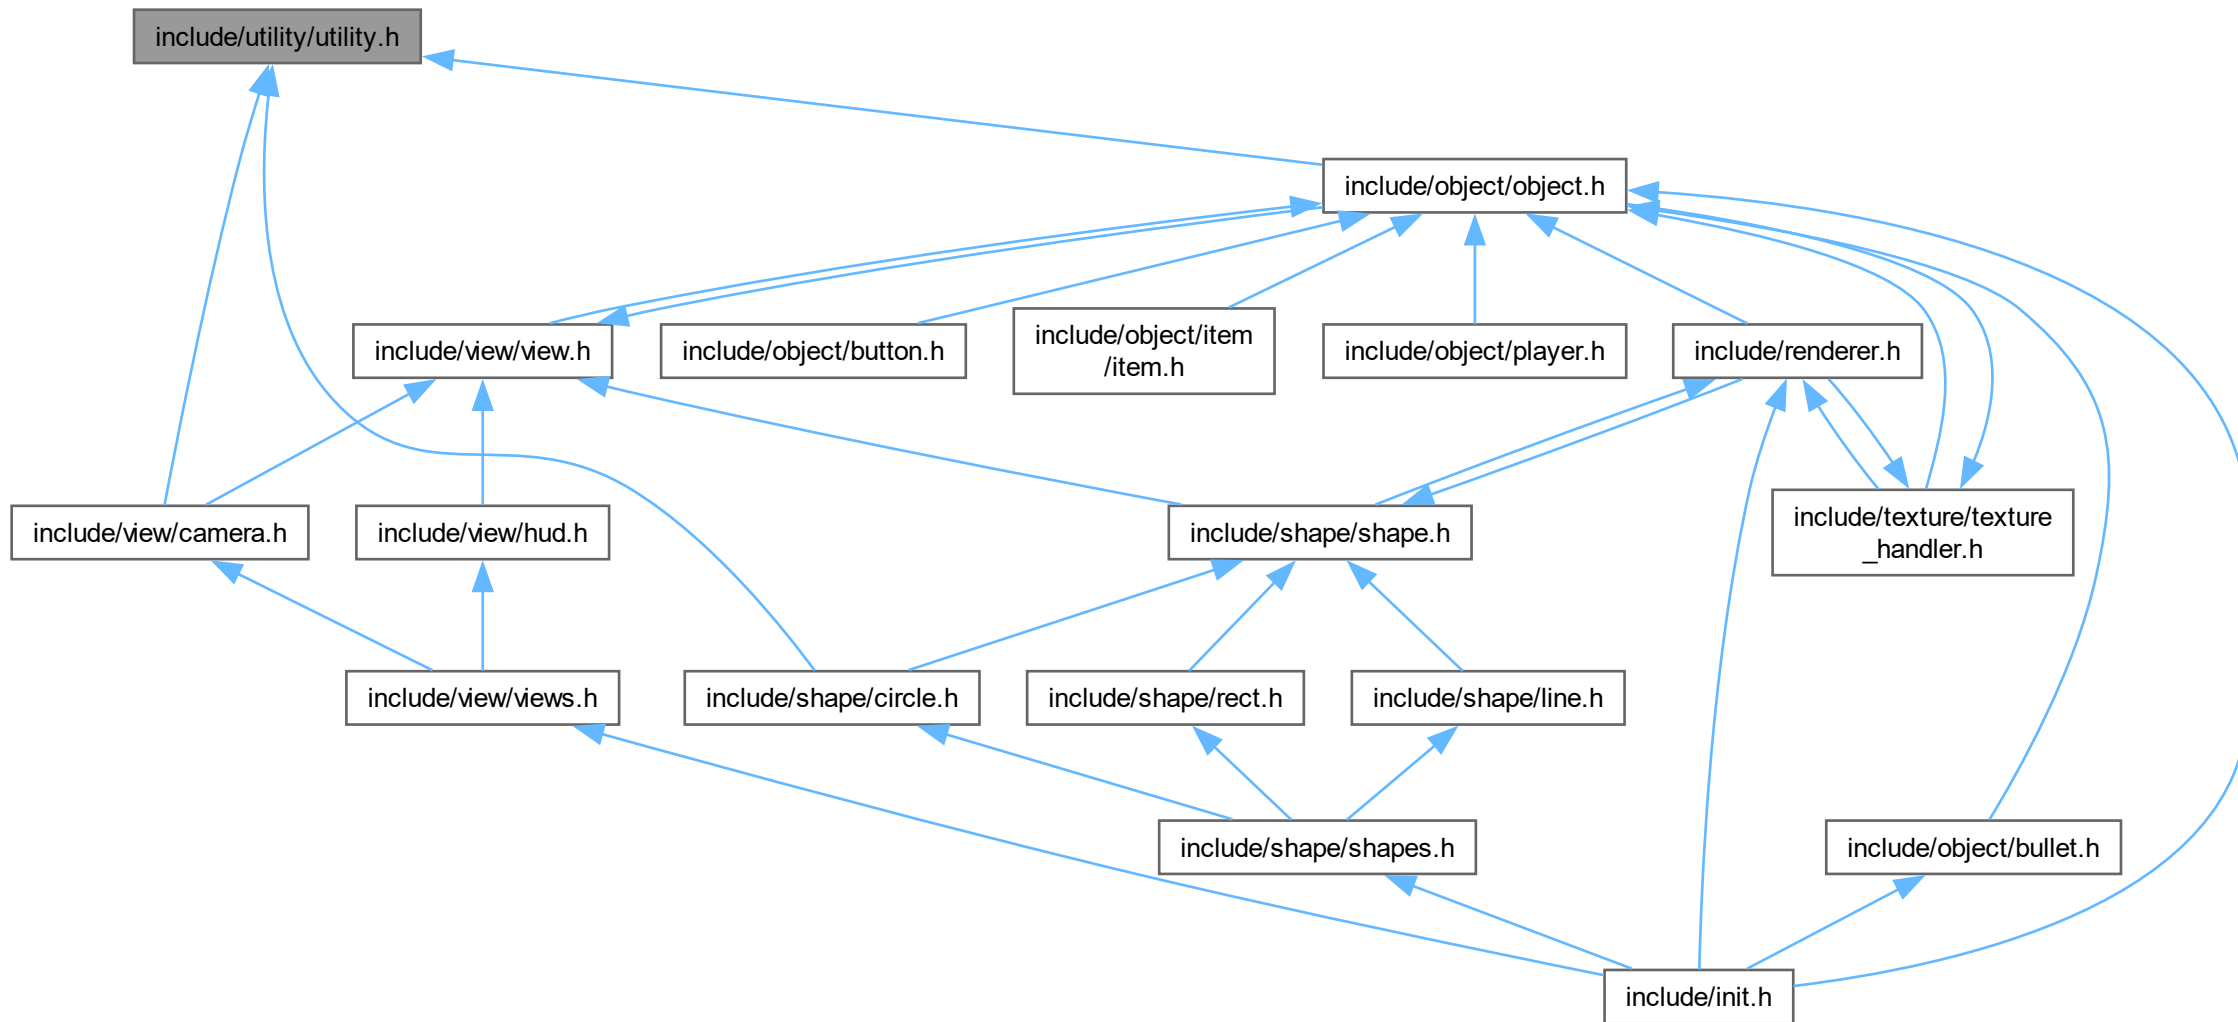 include/utility/utility.h
include/object/object.h
include/view/view.h
include/object/button.h
include/object/item
/item.h
include/object/player.h
include/renderer.h
include/view/camera.h
include/view/hud.h
include/shape/shape.h
include/texture/texture
_handler.h
include/view/views.h
include/shape/circle.h
include/shape/rect.h
include/shape/line.h
include/shape/shapes.h
include/object/bullet.h
include/init.h